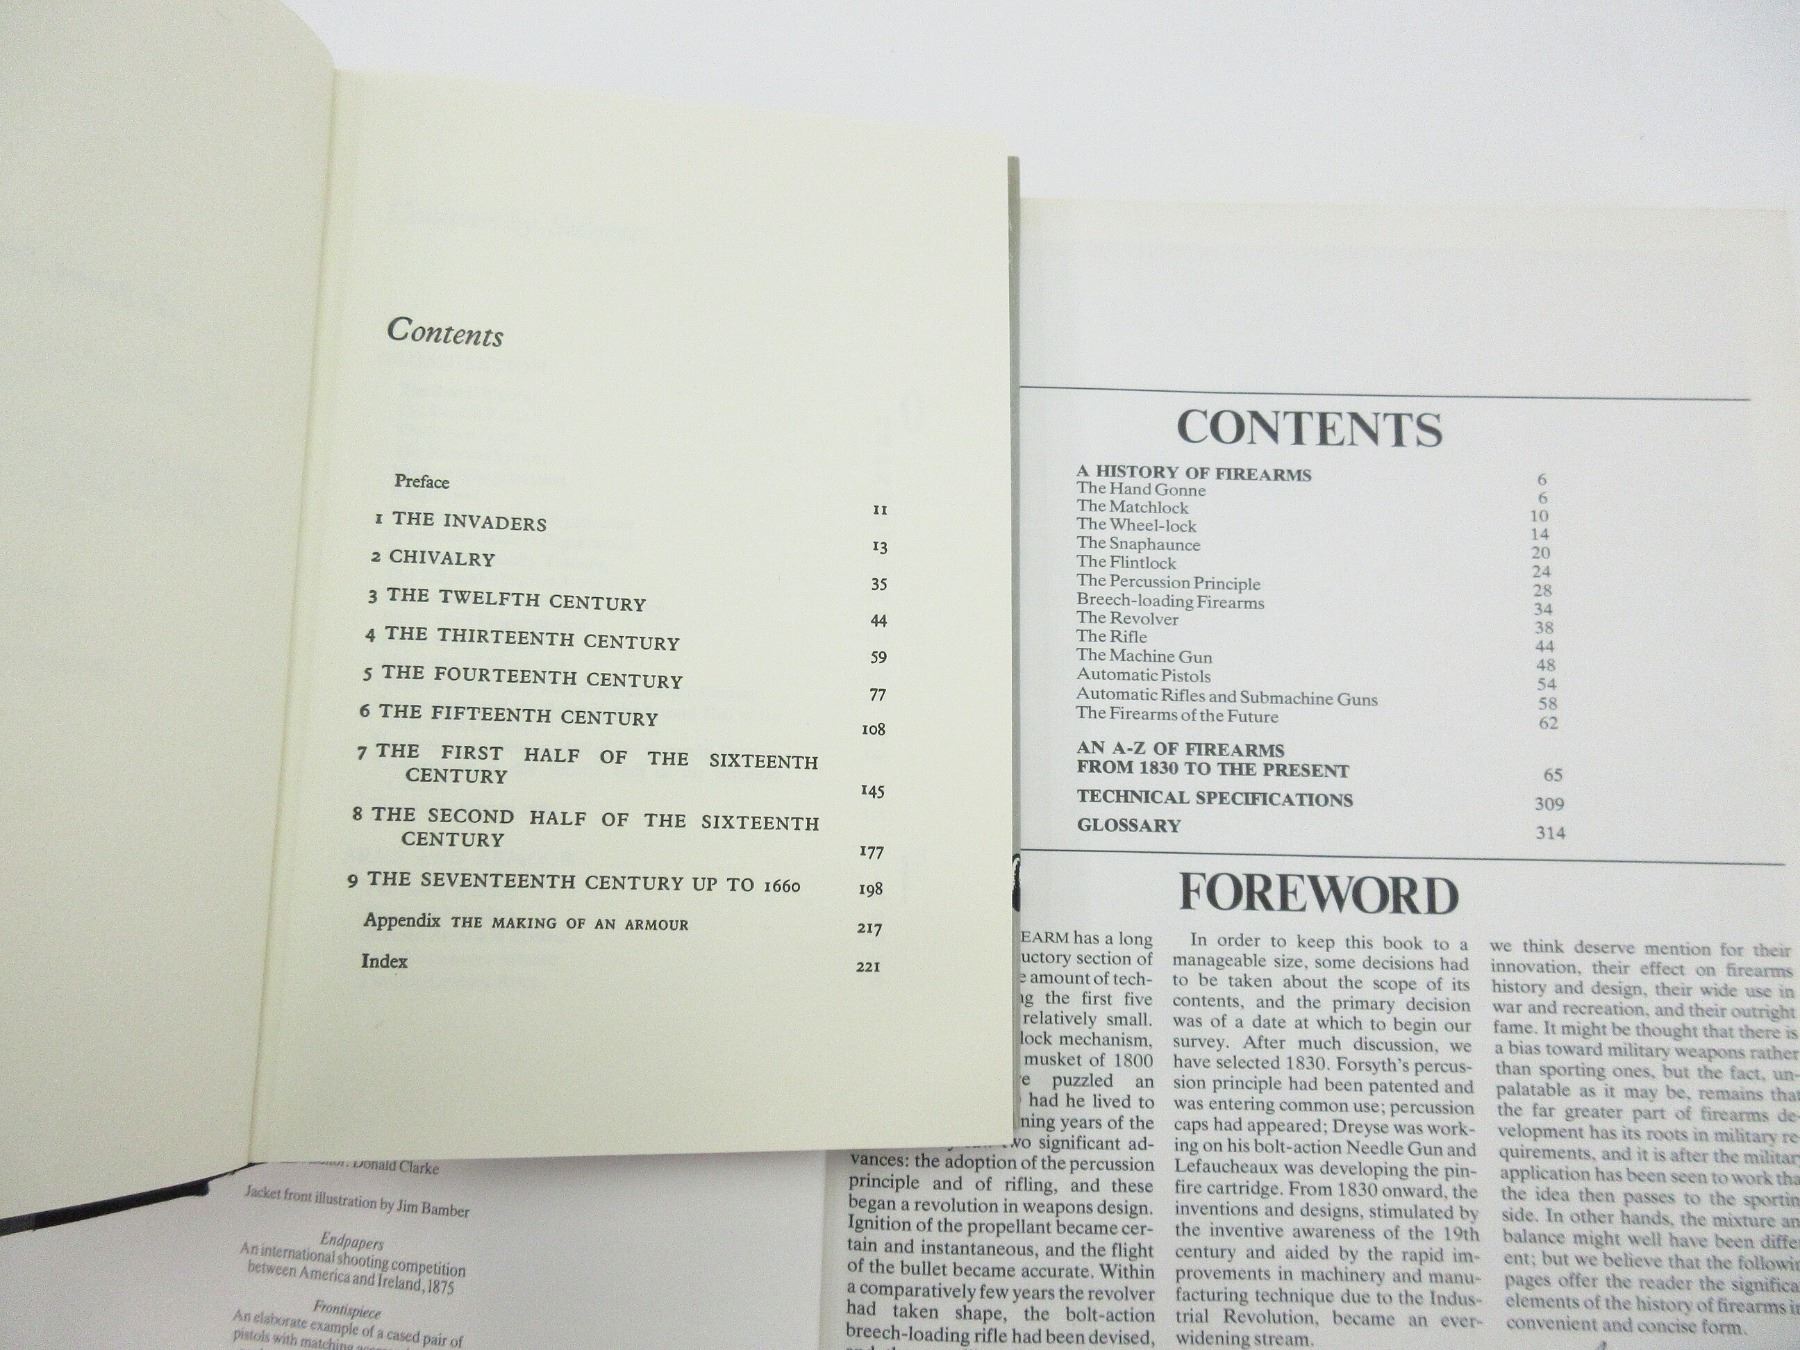 Contents
Preface 11
1 THE INVADERS 13
2 CHIVALRY 35
3 THE TWELFTH CENTURY 44
4 THE THIRTEENTH CENTURY 59
5 THE FOURTEENTH CENTURY 77
6 THE FIFTEENTH CENTURY 108
7 THE FIRST HALF OF THE SIXTEENTH
CENTURY 145
8 THE SECOND HALF OF THE SIXTEENTH
CENTURY 177
9 THE SEVENTEENTH CENTURY UP TO 1660 198
Appendix THE MAKING OF AN ARMOUR 217
Index 221
Donald Clarke
Jacket front illustration by Jim Bamber
Endpapers
An international shooting competition
between America and Ireland, 1875
Frontispiece
An elaborate example of a cased pair of
pistols with matching
CONTENTS
A HISTORY OF FIREARMS 6
The Hand Gonne 6
The Matchlock 10
The Wheel-lock 14
The Snaphaunce 20
The Flintlock 24
The Percussion Principle 28
Breech-loading Firearms 34
The Revolver 38
The Rifle 44
The Machine Gun 48
Automatic Pistols 54
Automatic Rifles and Submachine Guns 58
The Firearms of the Future 62
AN A-Z OF FIREARMS
FROM 1830 TO THE PRESENT 65
TECHNICAL SPECIFICATIONS 309
GLOSSARY 314
FOREWORD
EARM has a long
uctory section of
e amount of tech-
ng the first five
relatively small.
lock mechanism,
musket of 1800
e puzzled an
had he lived to
ning years of the
wo significant ad-
vances: the adoption of the percussion
principle and of rifling, and these
began a revolution in weapons design.
Ignition of the propellant became cer-
tain and instantaneous, and the flight
of the bullet became accurate. Within
a comparatively few years the revolver
had taken shape, the bolt-action
breech-loading rifle had been devised,
In order to keep this book to a
manageable size, some decisions had
to be taken about the scope of its
contents, and the primary decision
was of a date at which to begin our
survey. After much discussion, we
have selected 1830. Forsyth's percus-
sion principle had been patented and
was entering common use; percussion
caps had appeared; Dreyse was work-
ing on his bolt-action Needle Gun and
Lefaucheaux was developing the pin-
fire cartridge. From 1830 onward, the
inventions and designs, stimulated by
the inventive awareness of the 19th
century and aided by the rapid im-
provements in machinery and manu-
facturing technique due to the Indus-
trial Revolution, became an ever-
widening stream.
we think deserve mention for their
innovation, their effect on firearms
history and design, their wide use in
war and recreation, and their outright
fame. It might be thought that there is
a bias toward military weapons rather
than sporting ones, but the fact, un-
palatable as it may be, remains that
the far greater part of firearms de-
velopment has its roots in military re-
quirements, and it is after the militar
application has been seen to work tha
the idea then passes to the sportin
side. In other hands, the mixture an
balance might well have been differ
ent; but we believe that the followin
pages offer the reader the significa
elements of the history of firearms in
convenient and concise form.